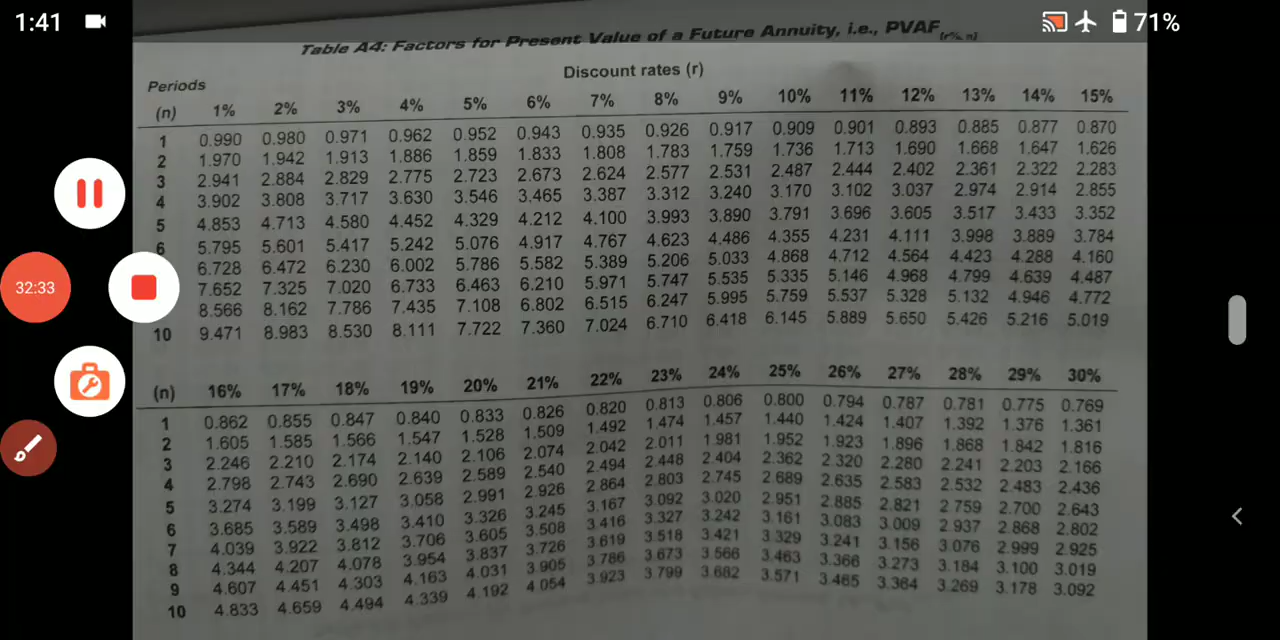 1:41 71%
Table A4: Factors for Present Value of a Future Annuity, i.e., PVAF(r%, n)
Discount rates (r)
Periods
(n) 1% 2% 3% 4% 5% 6% 7% 8% 9% 10% 11% 12% 13% 14% 15%
1 0.990 0.980 0.971 0.962 0.952 0.943 0.935 0.926 0.917 0.909 0.901 0.893 0.885 0.877 0.870
2 1.970 1.942 1.913 1.886 1.859 1.833 1.808 1.783 1.759 1.736 1.713 1.690 1.668 1.647 1.626
3 2.941 2.884 2.829 2.775 2.723 2.673 2.624 2.577 2.531 2.487 2.444 2.402 2.361 2.322 2.283
4 3.902 3.808 3.717 3.630 3.546 3.465 3.387 3.312 3.240 3.170 3.102 3.037 2.974 2.914 2.855
5 4.853 4.713 4.580 4.452 4.329 4.212 4.100 3.993 3.890 3.791 3.696 3.605 3.517 3.433 3.352
6 5.795 5.601 5.417 5.242 5.076 4.917 4.767 4.623 4.486 4.355 4.231 4.111 3.998 3.889 3.784
6.728 6.472 6.230 6.002 5.786 5.582 5.389 5.206 5.033 4.868 4.712 4.564 4.423 4.288 4.160
32:33
7.652 7.325 7.020 6.733 6.463 6.210 5.971 5.747 5.535 5.335 5.146 4.968 4.799 4.639 4.487
8.566 8.162 7.786 7.435 7.108 6.802 6.515 6.247 5.995 5.759 5.537 5.328 5.132 4.946 4.772
10 9.471 8.983 8.530 8.111 7.722 7.360 7.024 6.710 6.418 6.145 5.889 5.650 5.426 5.216 5.019
(n) 16% 17% 18% 19% 20% 21% 22% 23% 24% 25% 26% 27% 28% 29% 30%
1 0.862 0.855 0.847 0.840 0.833 0.826 0.820 0.813 0.806 0.800 0.794 0.787 0.781 0.775 0.769
2 1.605 1.585 1.566 1.547 1.528 1.509 1.492 1.474 1.457 1.440 1.424 1.407 1.392 1.376 1.361
3 2.246 2.210 2.174 2.140 2.106 2.074 2.042 2.011 1.981 1.952 1.923 1.896 1.868 1.842 1.816
4 2.798 2.743 2.690 2.639 2.589 2.540 2.494 2.448 2.404 2.362 2.320 2.280 2.241 2.203 2.166
5 3.274 3.199 3.127 3.058 2.991 2.926 2.864 2.803 2.745 2.689 2.635 2.583 2.532 2.483 2.436
6 3.685 3.589 3.498 3.410 3.326 3.245 3.167 3.092 3.020 2.951 2.885 2.821 2.759 2.700 2.643
7 4.039 3.922 3.812 3.706 3.605 3.508 3.416 3.327 3.242 3.161 3.083 3.009 2.937 2.868 2.802
8 4.344 4.207 4.078 3.954 3.837 3.726 3.619 3.518 3.421 3.329 3.241 3.156 3.076 2.999 2.925
9 4.607 4.451 4.303 4.163 4.031 3.905 3.786 3.673 3.566 3.463 3.366 3.273 3.184 3.100 3.019
10 4.833 4.659 4.494 4.339 4.192 4.054 3.923 3.799 3.682 3.571 3.465 3.364 3.269 3.178 3.092